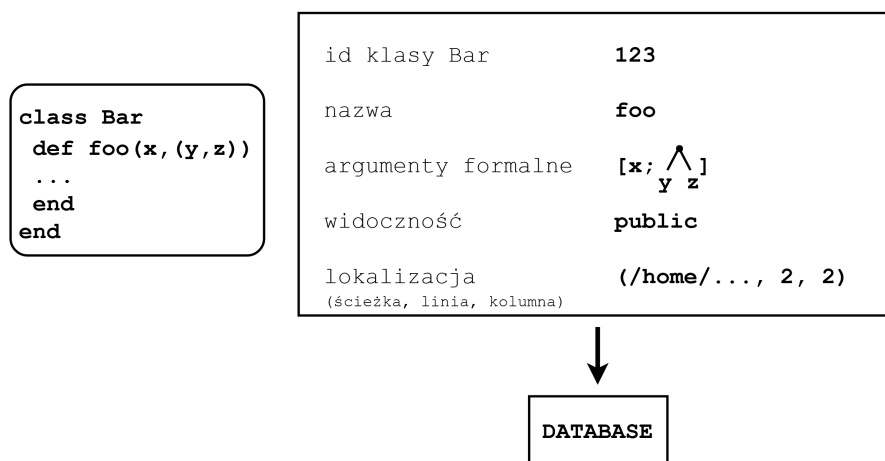 class Bar
def foo(x,(y,z))
...
end
end
id klasy Bar 123
nazwa foo
argumenty formalne [x; y z]
widoczność public
lokalizacja (/home/..., 2, 2)
(ścieżka, linia, kolumna)
DATABASE